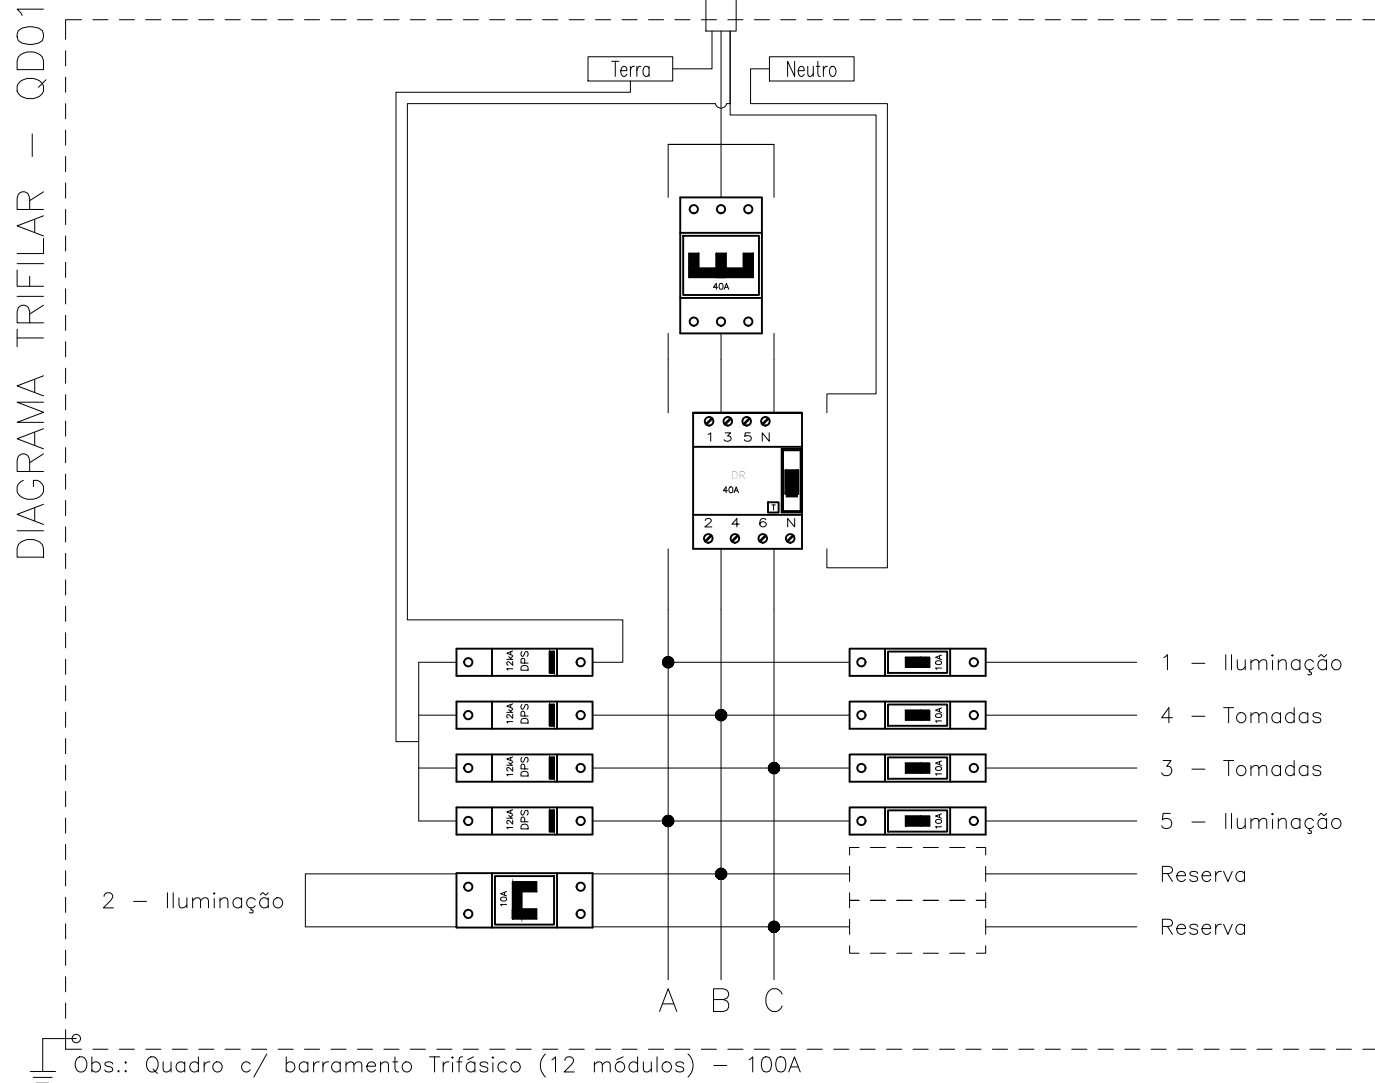 DIAGRAMA TRIFILAR - QD01
Terra
Neutro
40A
1 3 5 N
DR
40A
T
2 4 6 N
12kA DPS
10A
1 - Iluminação
12kA DPS
10A
4 - Tomadas
12kA DPS
10A
3 - Tomadas
12kA DPS
10A
5 - Iluminação
2 - Iluminação
10A
Reserva
Reserva
A B C
Obs.: Quadro c/ barramento Trifásico (12 módulos) - 100A